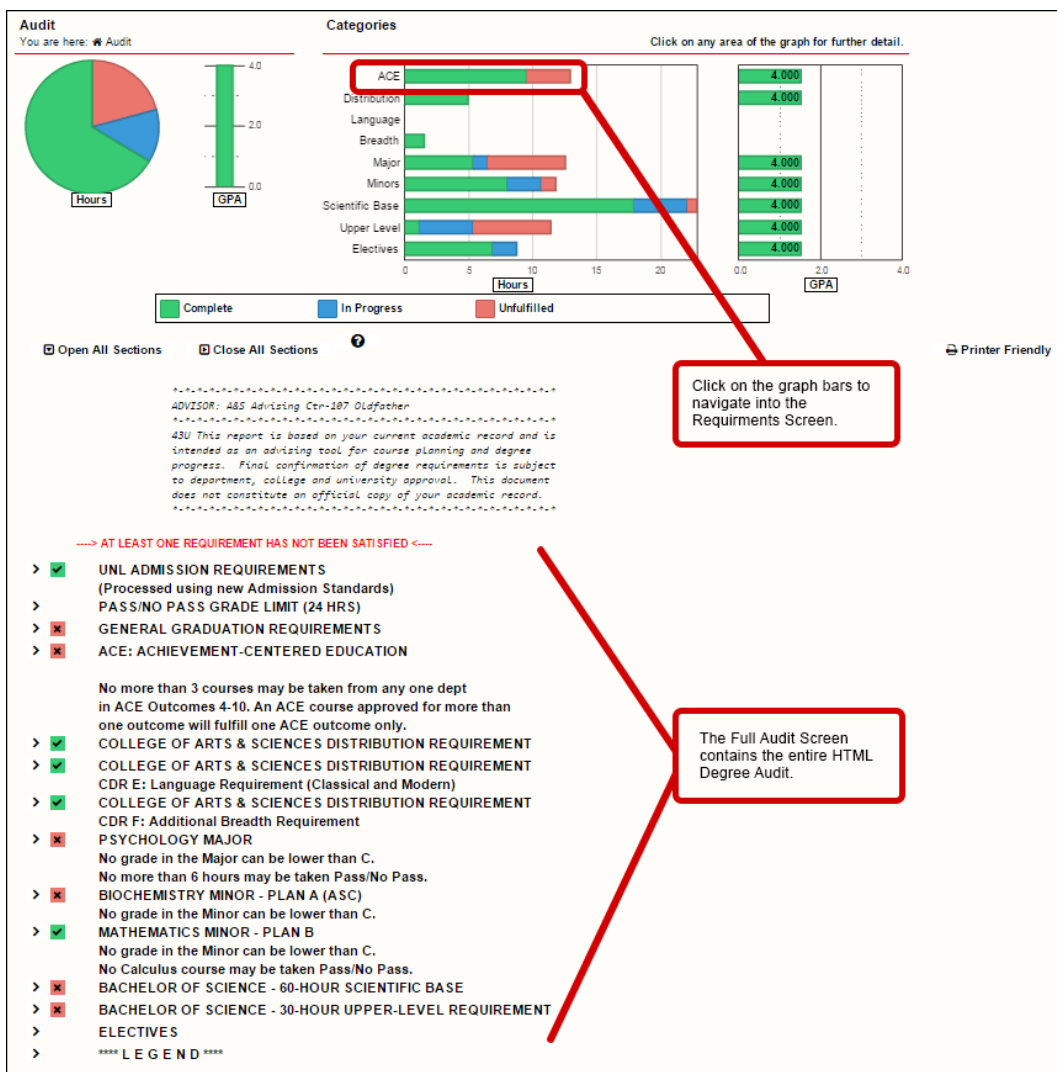 Audit
You are here: Audit
Categories
Click on any area of the graph for further detail.
4.0
2.0
0.0
Hours
GPA
ACE
Distribution
Language
Breadth
Major
Minors
Scientific Base
Upper Level
Electives
0 5 10 15 20
Hours
4.000
4.000
4.000
4.000
4.000
4.000
4.000
0.0 2.0 4.0
GPA
Complete In Progress Unfulfilled
Open All Sections Close All Sections ? Printer Friendly
Click on the graph bars to
navigate into the
Requirments Screen.
*-*-*-*-*-*-*-*-*-*-*-*-*-*-*-*-*-*-*-*-*-*-*-*-*-*-*-*-*-*-*-*
ADVISOR: A&S Advising Ctr-107 Oldfather
*-*-*-*-*-*-*-*-*-*-*-*-*-*-*-*-*-*-*-*-*-*-*-*-*-*-*-*-*-*-*-*
43U This report is based on your current academic record and is
intended as an advising tool for course planning and degree
progress. Final confirmation of degree requirements is subject
to department, college and university approval. This document
does not constitute an official copy of your academic record.
*-*-*-*-*-*-*-*-*-*-*-*-*-*-*-*-*-*-*-*-*-*-*-*-*-*-*-*-*-*-*-*
----> AT LEAST ONE REQUIREMENT HAS NOT BEEN SATISFIED <----
UNL ADMISSION REQUIREMENTS
(Processed using new Admission Standards)
PASS/NO PASS GRADE LIMIT (24 HRS)
GENERAL GRADUATION REQUIREMENTS
ACE: ACHIEVEMENT-CENTERED EDUCATION
No more than 3 courses may be taken from any one dept
in ACE Outcomes 4-10. An ACE course approved for more than
one outcome will fulfill one ACE outcome only.
COLLEGE OF ARTS & SCIENCES DISTRIBUTION REQUIREMENT
COLLEGE OF ARTS & SCIENCES DISTRIBUTION REQUIREMENT
CDR E: Language Requirement (Classical and Modern)
COLLEGE OF ARTS & SCIENCES DISTRIBUTION REQUIREMENT
CDR F: Additional Breadth Requirement
PSYCHOLOGY MAJOR
No grade in the Major can be lower than C.
No more than 6 hours may be taken Pass/No Pass.
BIOCHEMISTRY MINOR - PLAN A (ASC)
No grade in the Minor can be lower than C.
MATHEMATICS MINOR - PLAN B
No grade in the Minor can be lower than C.
No Calculus course may be taken Pass/No Pass.
BACHELOR OF SCIENCE - 60-HOUR SCIENTIFIC BASE
BACHELOR OF SCIENCE - 30-HOUR UPPER-LEVEL REQUIREMENT
ELECTIVES
**** L E G E N D ****
The Full Audit Screen
contains the entire HTML
Degree Audit.